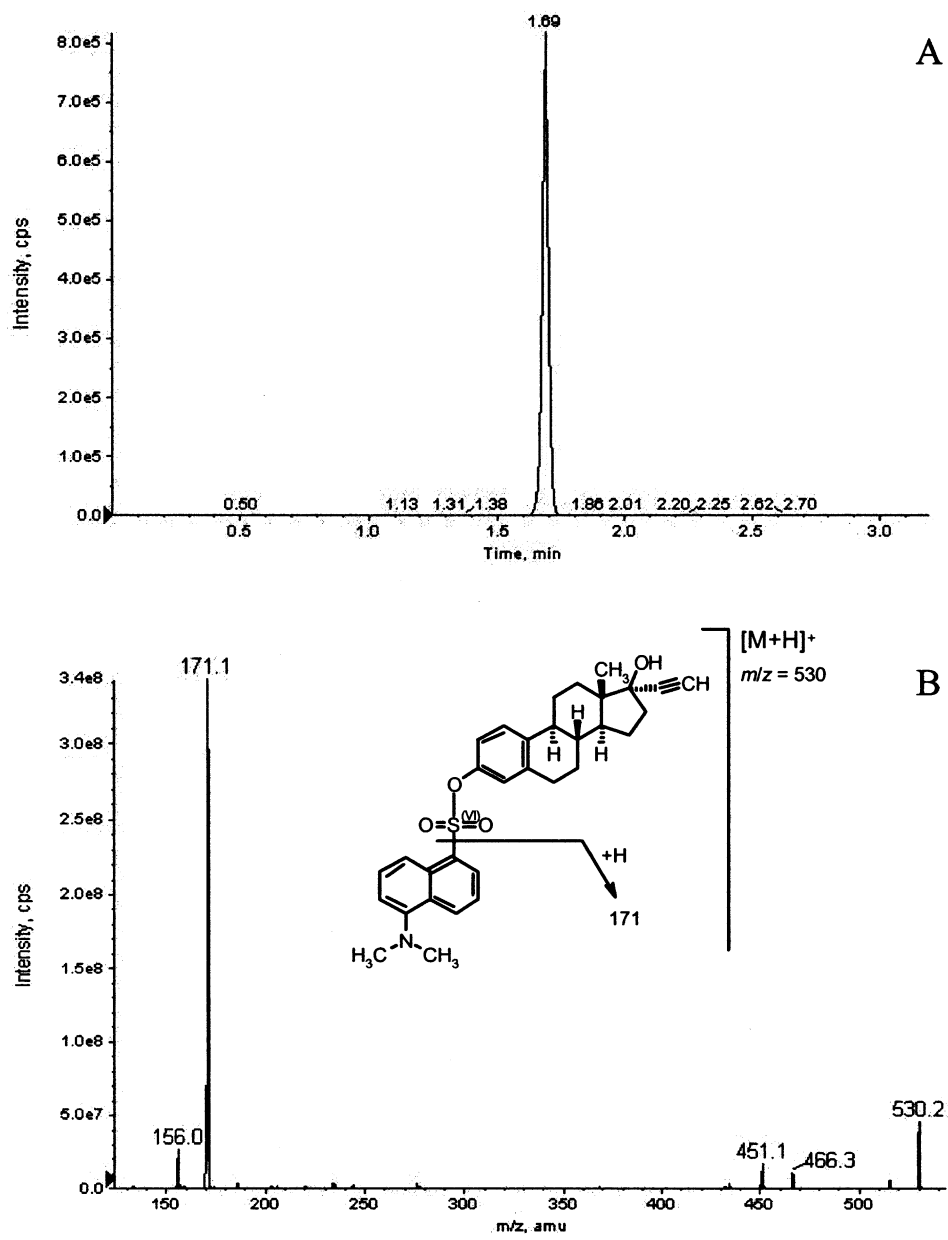 1.69
A
8.0e5
7.0e5
6.0e5
5.0e5
4.0e5
3.0e5
2.0e5
1.0e5
0.0
Intensity, cps
0.50 1.13 1.31 1.38 1.86 2.01 2.20 2.25 2.62 2.70
0.5 1.0 1.5 2.0 2.5 3.0
Time, min
[M+H]+
m/z = 530
B
171.1
3.4e8
3.0e8
2.5e8
2.0e8
1.5e8
1.0e8
5.0e7
0.0
Intensity, cps
CH3 OH
CH
H
H H
O
O=S(VI)=O
+H
171
N
H3C CH3
156.0
451.1
466.3
530.2
150 200 250 300 350 400 450 500
m/z, amu